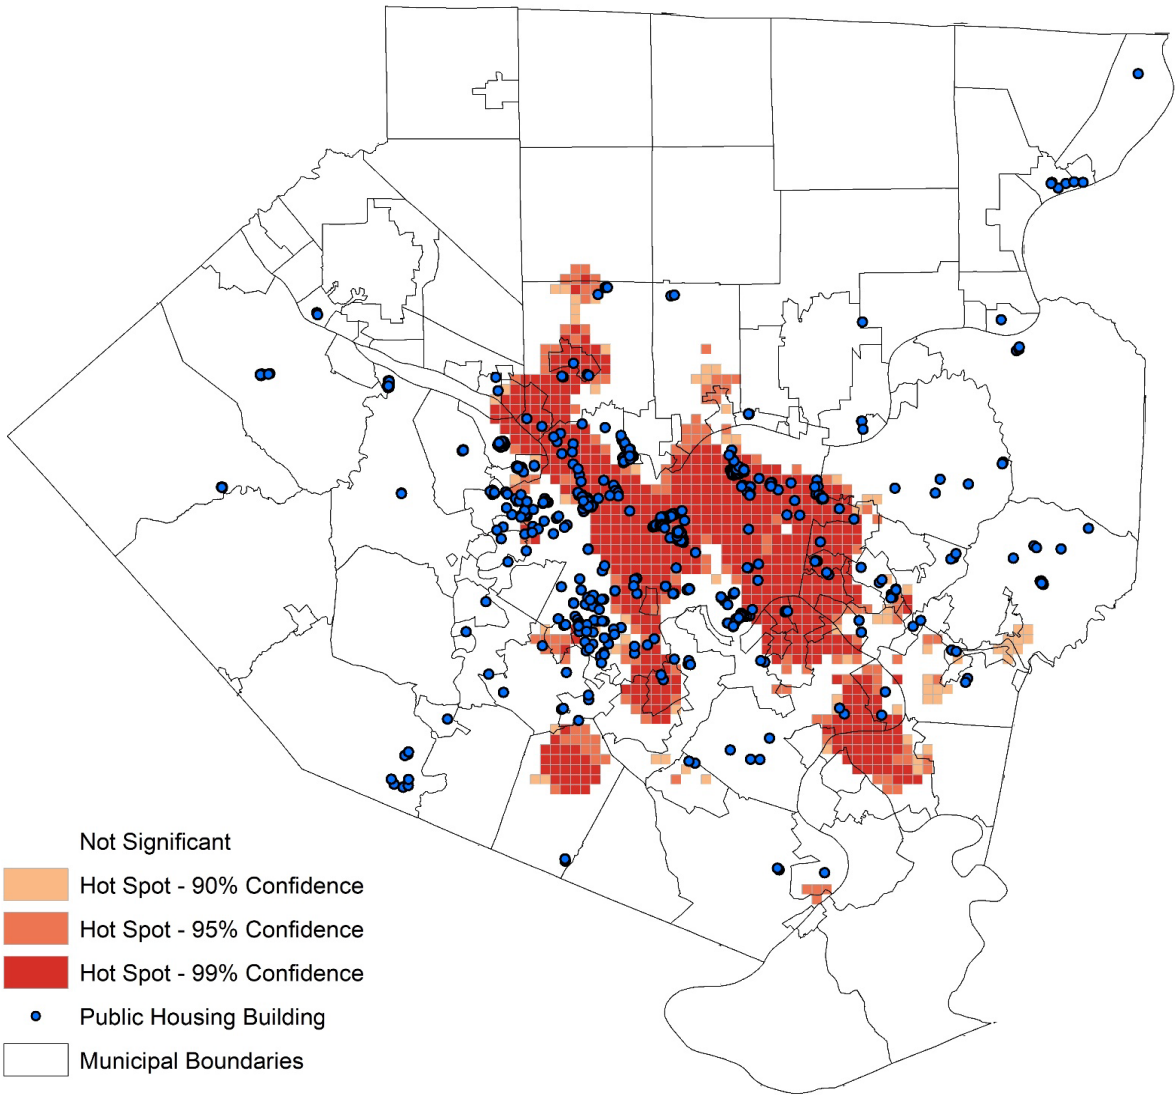 Not Significant
Hot Spot - 90% Confidence
Hot Spot - 95% Confidence
Hot Spot - 99% Confidence
Public Housing Building
Municipal Boundaries